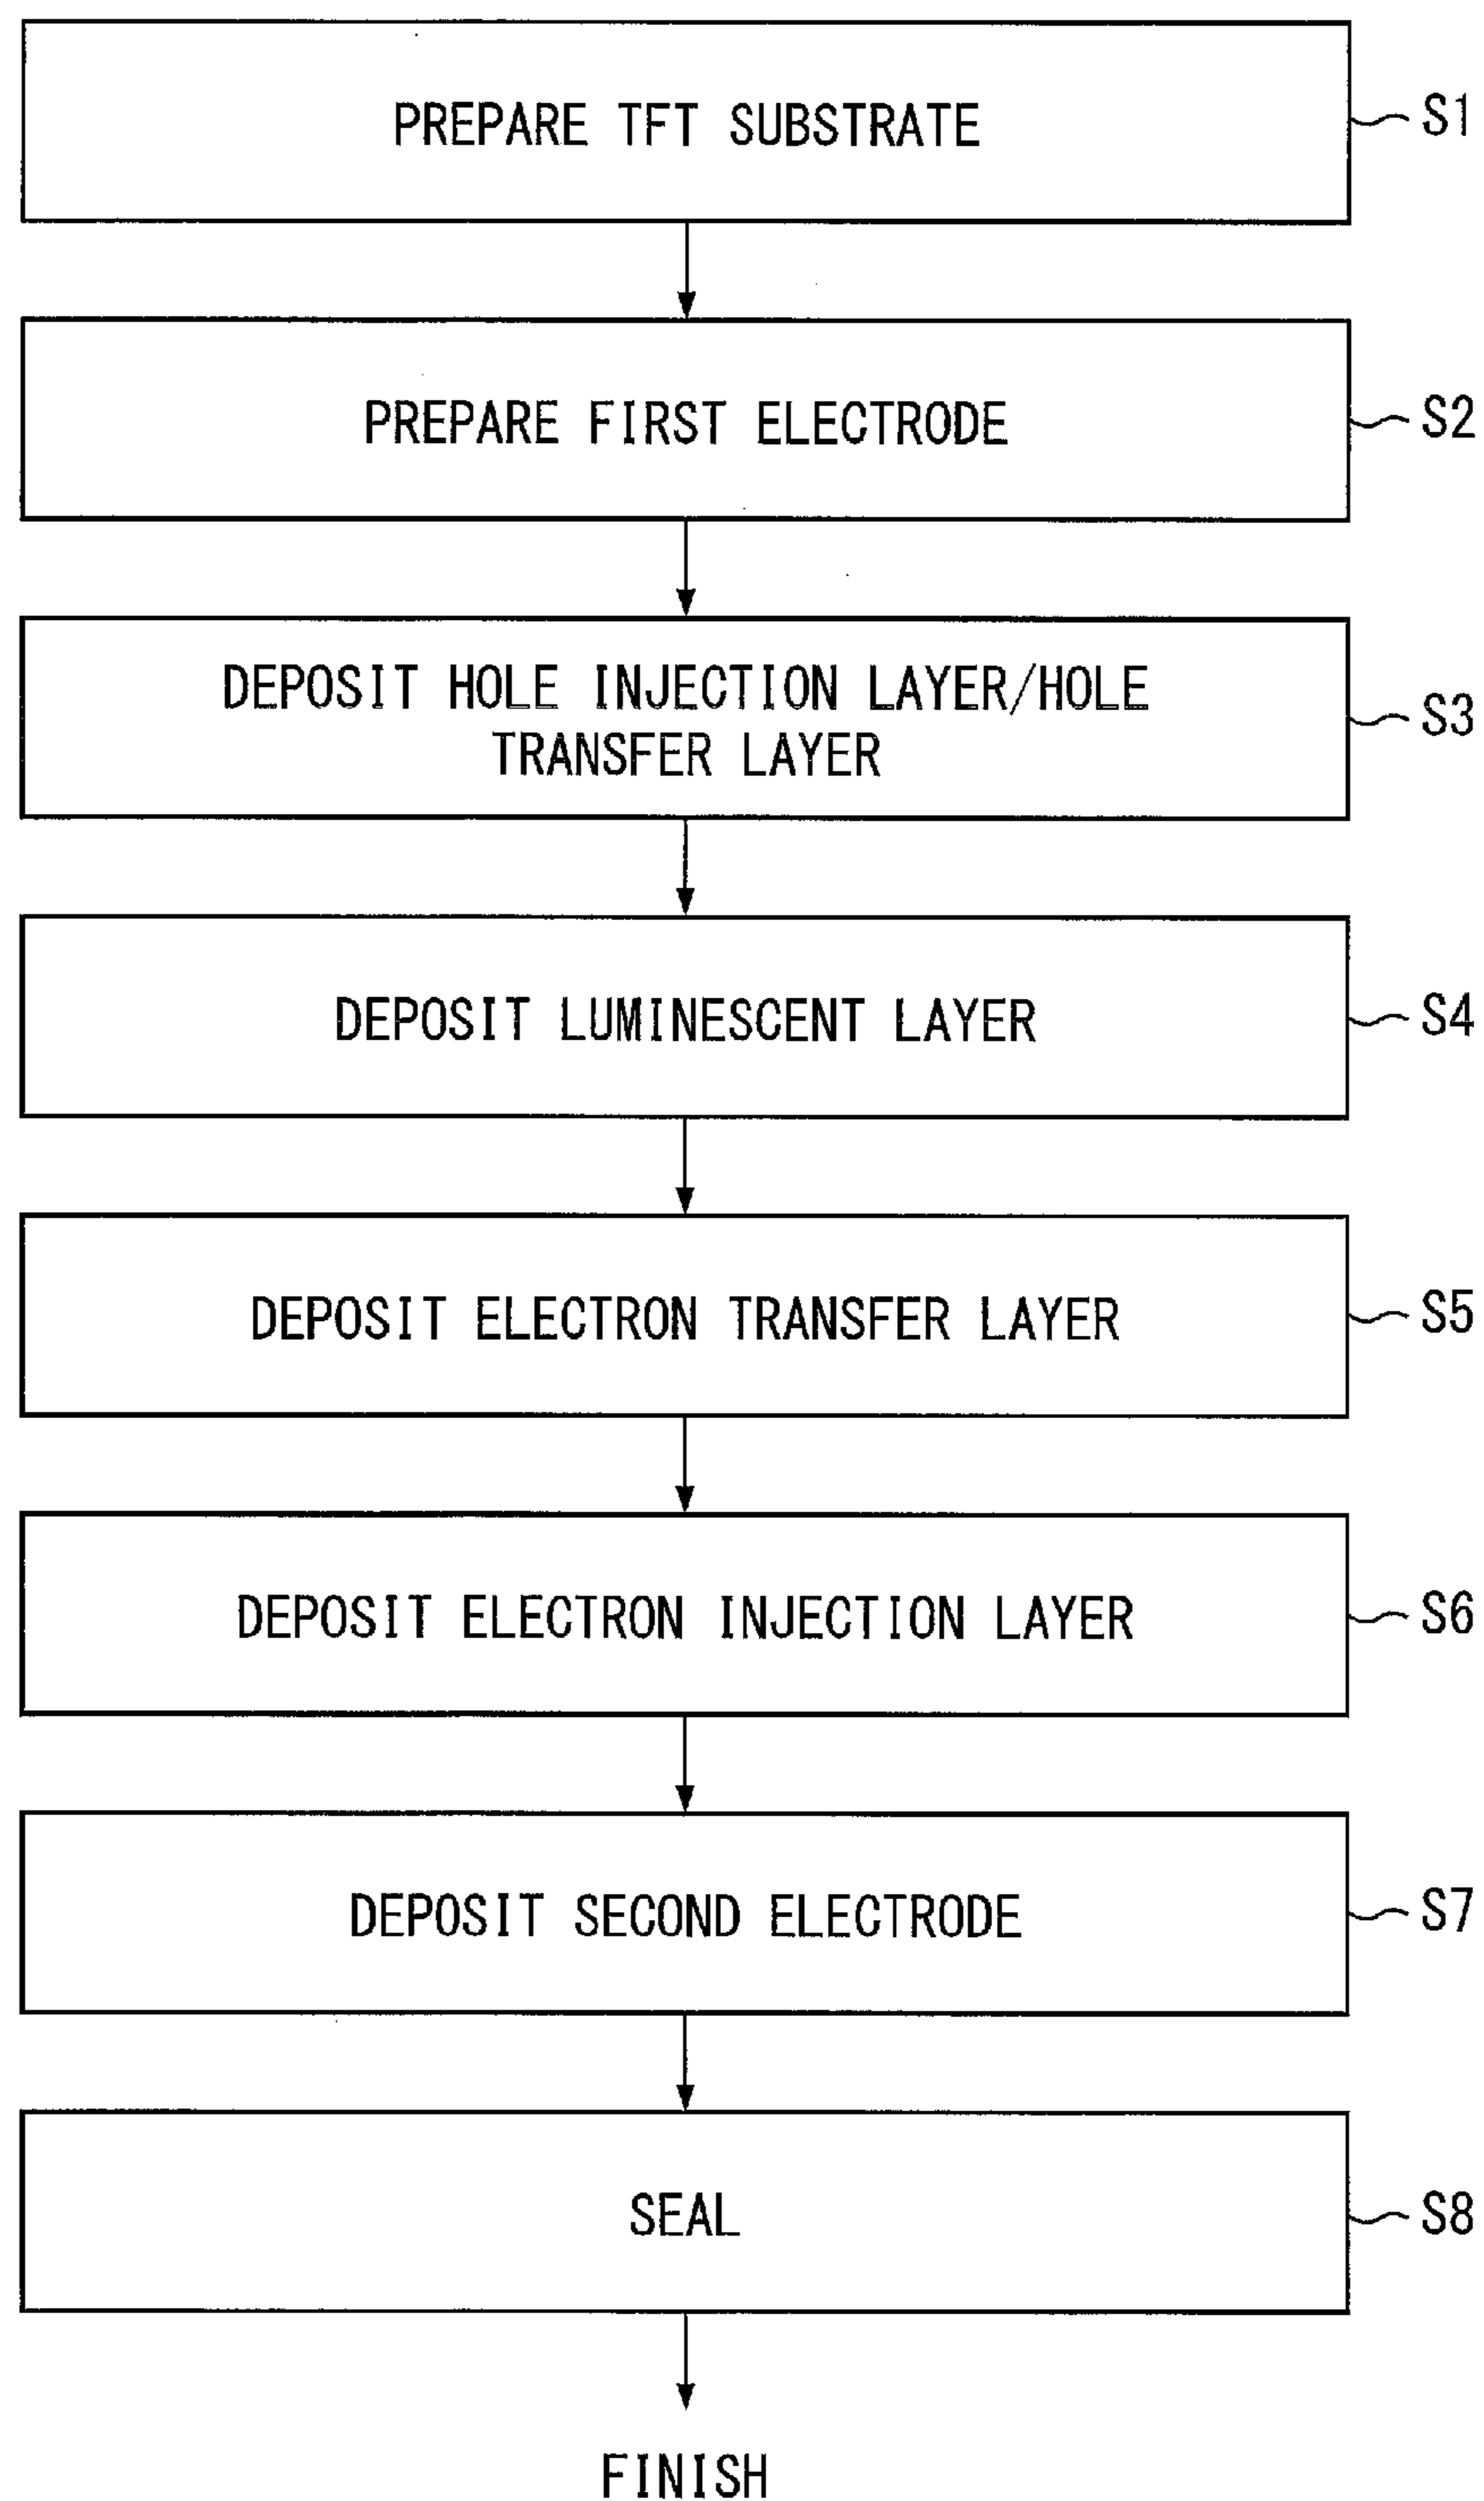 PREPARE TFT SUBSTRATE
S1
PREPARE FIRST ELECTRODE
S2
DEPOSIT HOLE INJECTION LAYER/HOLE
TRANSFER LAYER
S3
DEPOSIT LUMINESCENT LAYER
S4
DEPOSIT ELECTRON TRANSFER LAYER
S5
DEPOSIT ELECTRON INJECTION LAYER
S6
DEPOSIT SECOND ELECTRODE
S7
SEAL
S8
FINISH